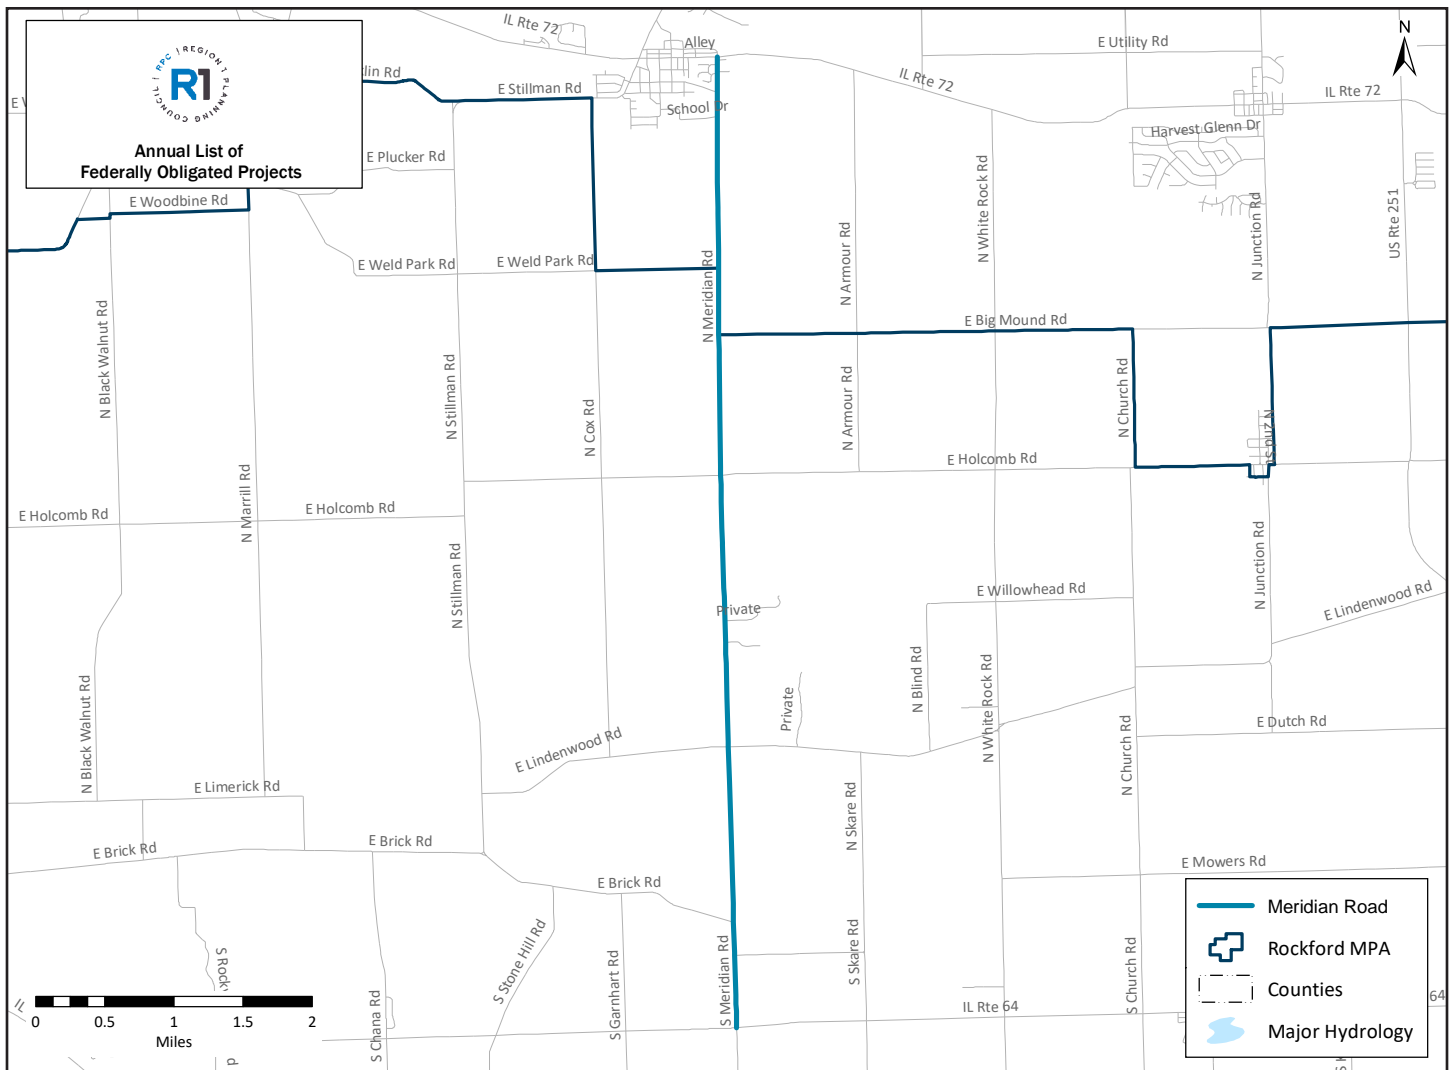 IL Rte 72
Alley
E Utility Rd
N
RPC | REGION 1 PLANNING COUNCIL |
R1
Annual List of
Federally Obligated Projects
lin Rd
E Stillman Rd
School Dr
IL Rte 72
IL Rte 72
Harvest Glenn Dr
E Plucker Rd
E Woodbine Rd
E Weld Park Rd
E Weld Park Rd
N Meridian Rd
N Armour Rd
N White Rock Rd
N Junction Rd
US Rte 251
E Big Mound Rd
N Black Walnut Rd
N Stillman Rd
N Cox Rd
N Armour Rd
N Church Rd
N 2nd St
E Holcomb Rd
N Marrill Rd
E Holcomb Rd
E Holcomb Rd
N Stillman Rd
N Junction Rd
E Willowhead Rd
E Lindenwood Rd
Private
Private
N Blind Rd
N White Rock Rd
N Black Walnut Rd
E Lindenwood Rd
E Dutch Rd
N Church Rd
E Limerick Rd
N Skare Rd
E Brick Rd
E Brick Rd
E Brick Rd
E Mowers Rd
S Rock
S Stone Hill Rd
S Garnhart Rd
S Meridian Rd
S Skare Rd
S Church Rd
S Chana Rd
IL Rte 64
64
IL
0 0.5 1 1.5 2
Miles
d
Meridian Road
Rockford MPA
Counties
Major Hydrology